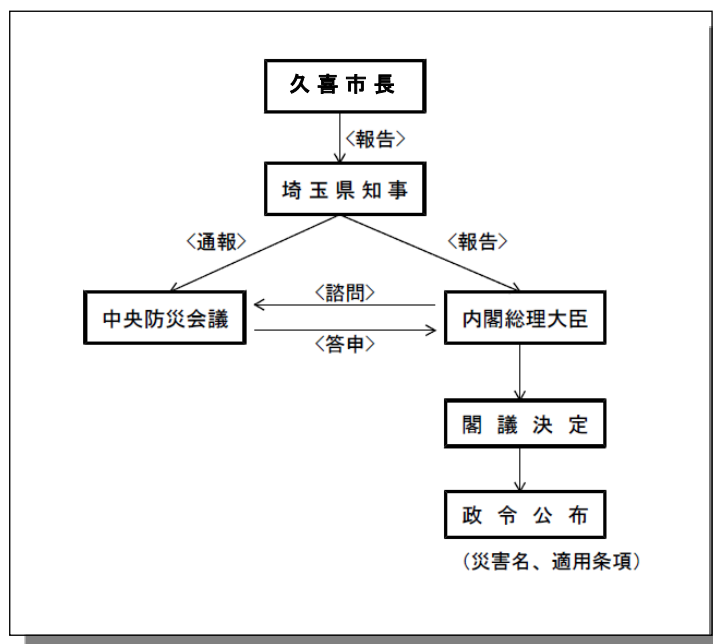 久喜市長
〈報告〉
埼玉県知事
〈通報〉
〈報告〉
中央防災会議
〈諮問〉
〈答申〉
内閣総理大臣
閣議決定
政令公布
（災害名、適用条項）